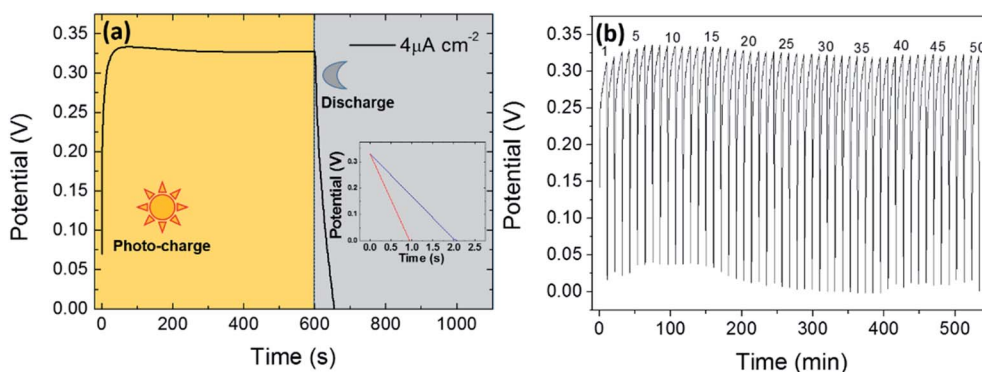 (a)
4μA cm-2
Discharge
Photo-charge
Potential (V)
0.35
0.30
0.25
0.20
0.15
0.10
0.05
0.00
0 200 400 600 800 1000
Time (s)
Potential (V)
0.3
0.2
0.1
0.0
0.0 0.5 1.0 1.5 2.0 2.5
Time (s)
(b)
1 5 10 15 20 25 30 35 40 45 50
Potential (V)
0.35
0.30
0.25
0.20
0.15
0.10
0.05
0.00
0 100 200 300 400 500
Time (min)